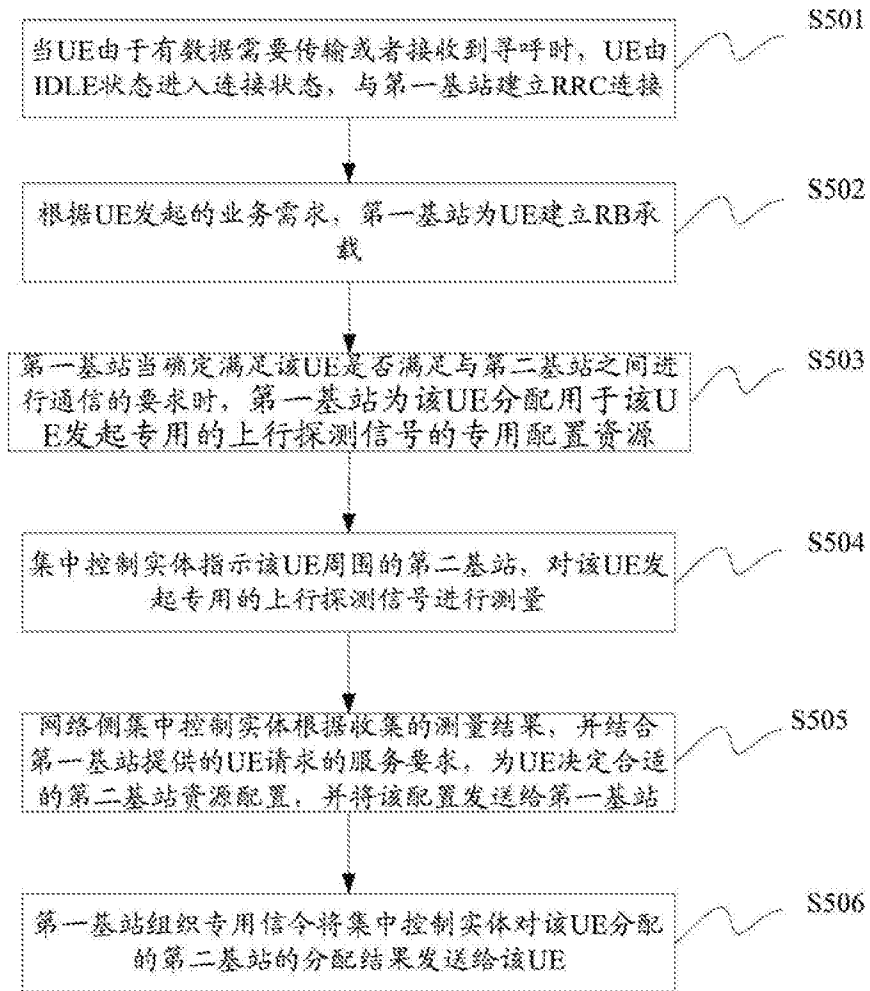 S501
当UE由于有数据需要传输或者接收到寻呼时，UE由
IDLE状态进入连接状态，与第一基站建立RRC连接
S502
根据UE发起的业务需求，第一基站为UE建立RB承
载
S503
第一基站当确定满足该UE是否满足与第二基站之间进
行通信的要求时，第一基站为该UE分配用于该U
E发起专用的上行探测信号的专用配置资源
S504
集中控制实体指示该UE周围的第二基站，对该UE发
起专用的上行探测信号进行测量
S505
网络侧集中控制实体根据收集的测量结果，并结合
第一基站提供的UE请求的服务要求，为UE决定合适
的第二基站资源配置，并将该配置发送给第一基站
S506
第一基站组织专用信令将集中控制实体对该UE分配
的第二基站的分配结果发送给该UE